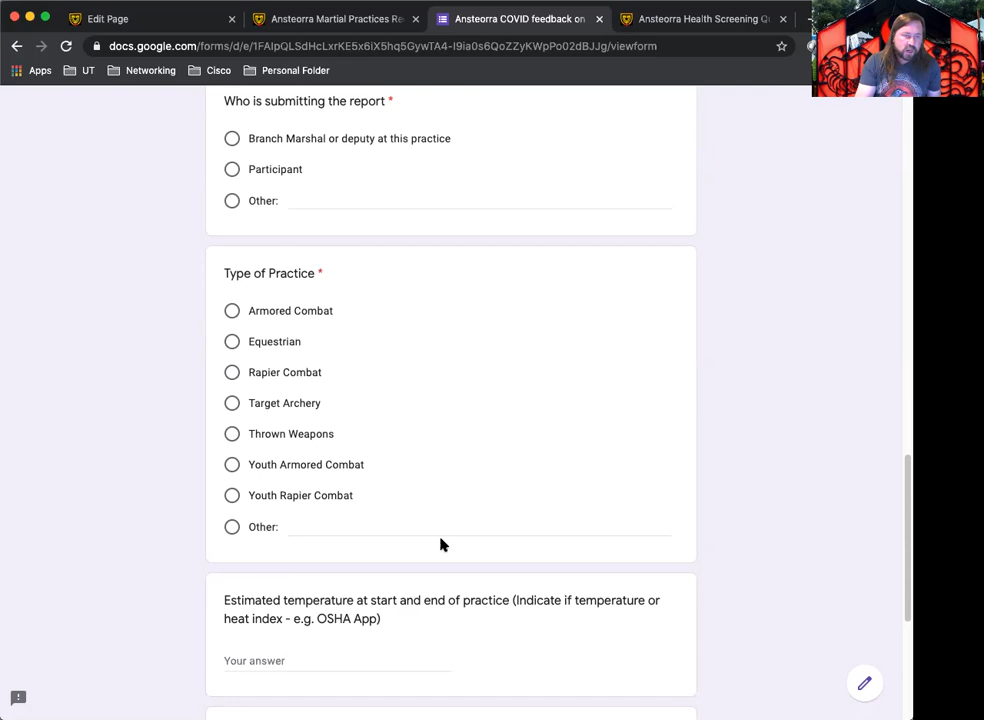 Edit Page
Ansteorra Martial Practices Re
Ansteorra COVID feedback on
Ansteorra Health Screening Q
docs.google.com/forms/d/e/1FAIpQLSdHcLxrKE5x6iX5hq5GywTA4-I9ia0s6QoZZyKWpPo02dBJJg/viewform
Apps
UT
Networking
Cisco
Personal Folder
Who is submitting the report *
Branch Marshal or deputy at this practice
Participant
Other:
Type of Practice *
Armored Combat
Equestrian
Rapier Combat
Target Archery
Thrown Weapons
Youth Armored Combat
Youth Rapier Combat
Other:
Estimated temperature at start and end of practice (Indicate if temperature or
heat index - e.g. OSHA App)
Your answer